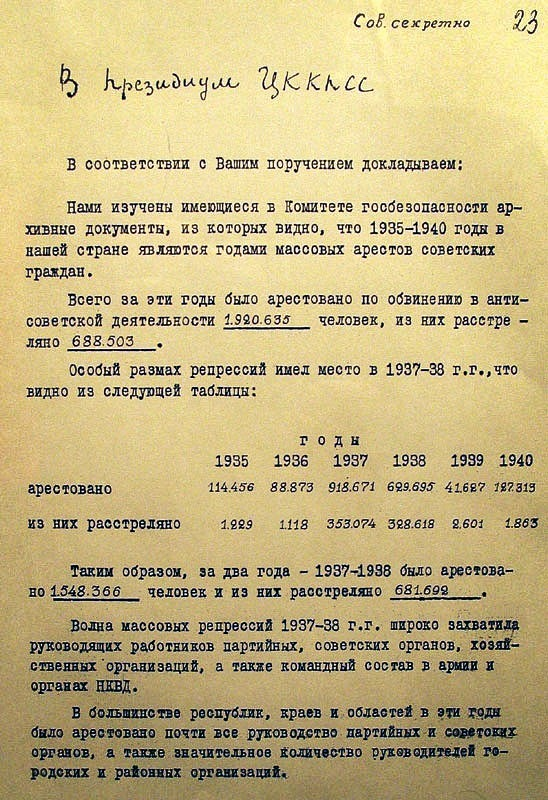 Сов. секретно 23
В Президиум ЦК КПСС
В соответствии с Вашим поручением докладываем:
Нами изучены имеющиеся в Комитете госбезопасности ар-
хивные документы, из которых видно, что 1935-1940 годы в
нашей стране являются годами массовых арестов советских
граждан.
Всего за эти годы было арестовано по обвинению в анти-
советской деятельности 1.920.635 человек, из них расстре -
ляно 688.503 .
Особый размах репрессий имел место в 1937-38 г.г.,что
видно из следующей таблицы:
г о д ы
1935 1936 1937 1938 1939 1940
арестовано 114.456 88.873 918.671 629.695 41.627 127.313
из них расстреляно 1.229 1.118 353.074 328.618 2.601 1.863
Таким образом, за два года - 1937-1938 было арестова-
но 1.548.366 человек и из них расстреляно 681.692 .
Волна массовых репрессий 1937-38 г.г. широко захватила
руководящих работников партийных, советских органов, хозяй-
ственных организаций, а также командный состав в армии и
органах НКВД.
В большинстве республик, краев и областей в эти годы
было арестовано почти все руководство партийных и советских
органов, а также значительное количество руководителей го-
родских и районных организаций.